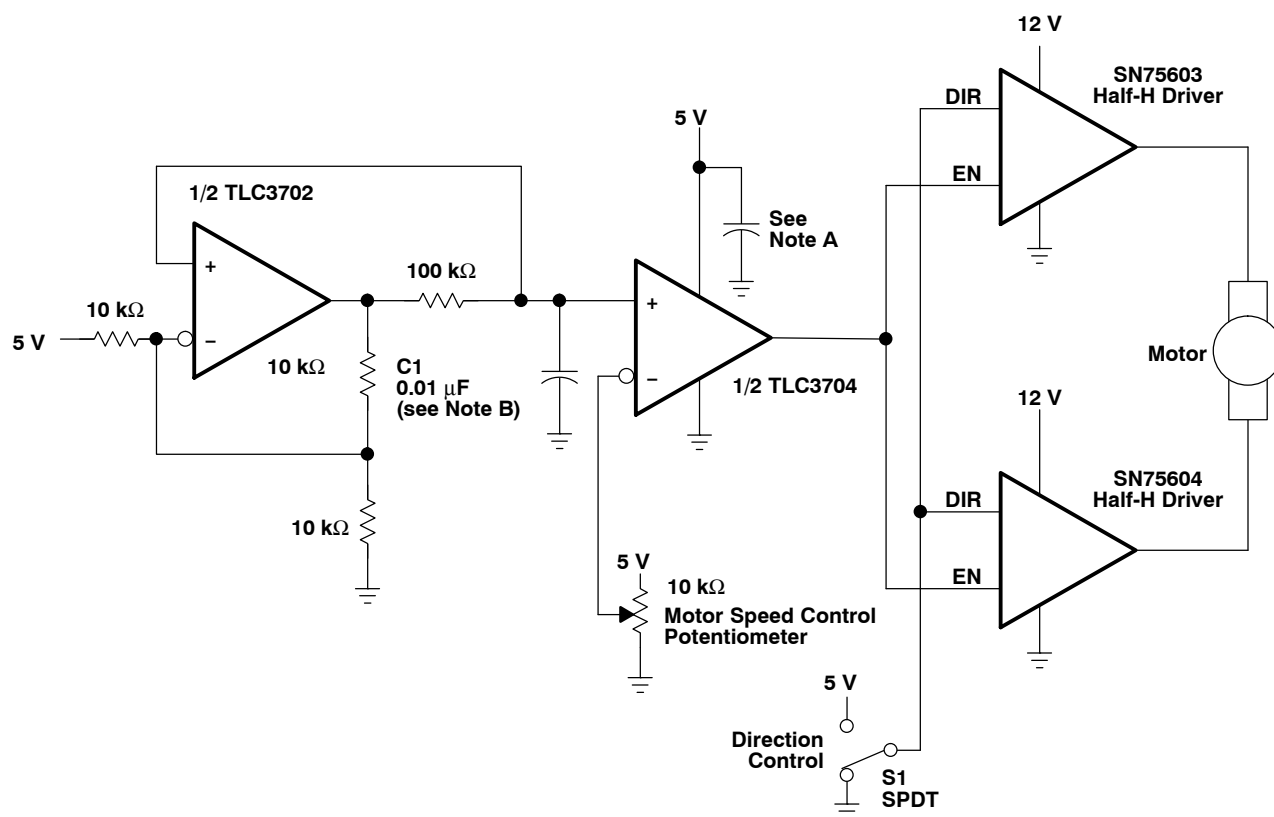 12 V
SN75603
Half-H Driver
DIR
EN
5 V
See
Note A
1/2 TLC3702
+
–
100 kΩ
10 kΩ
5 V
10 kΩ
C1
0.01 μF
(see Note B)
+
–
1/2 TLC3704
Motor
12 V
SN75604
Half-H Driver
DIR
EN
10 kΩ
5 V
10 kΩ
Motor Speed Control
Potentiometer
5 V
Direction
Control
S1
SPDT